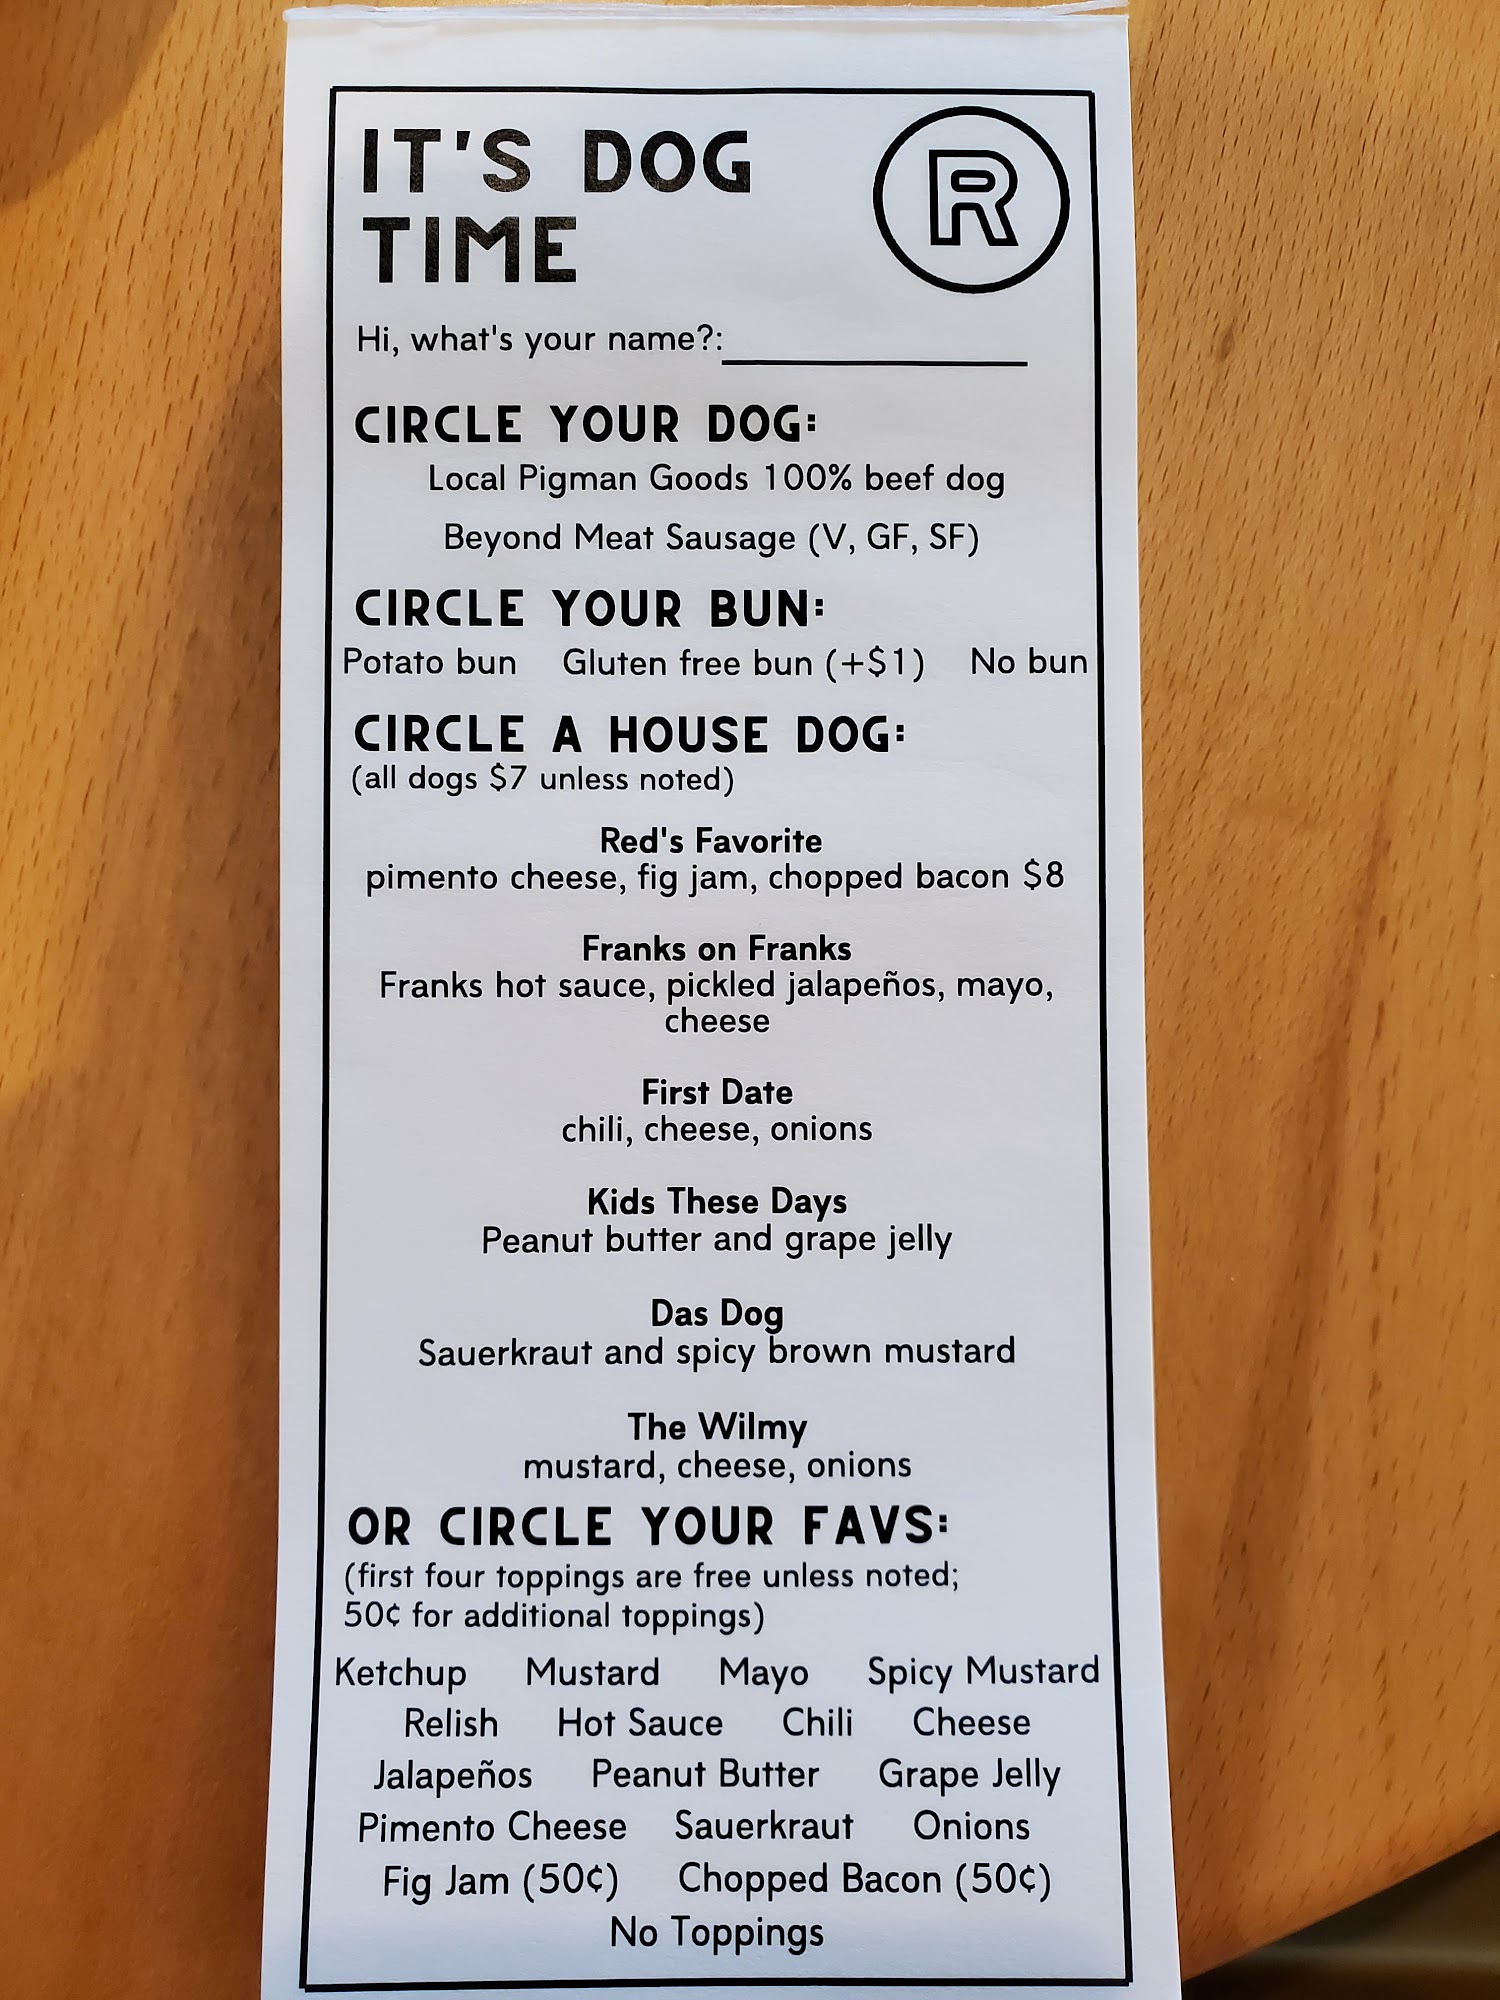 IT'S DOG
TIME
R
Hi, what's your name?:
CIRCLE YOUR DOG:
Local Pigman Goods 100% beef dog
Beyond Meat Sausage (V, GF, SF)
CIRCLE YOUR BUN:
Potato bun Gluten free bun (+$1) No bun
CIRCLE A HOUSE DOG:
(all dogs $7 unless noted)
Red's Favorite
pimento cheese, fig jam, chopped bacon $8
Franks on Franks
Franks hot sauce, pickled jalapeños, mayo,
cheese
First Date
chili, cheese, onions
Kids These Days
Peanut butter and grape jelly
Das Dog
Sauerkraut and spicy brown mustard
The Wilmy
mustard, cheese, onions
OR CIRCLE YOUR FAVS:
(first four toppings are free unless noted;
50¢ for additional toppings)
Ketchup Mustard Mayo Spicy Mustard
Relish Hot Sauce Chili Cheese
Jalapeños Peanut Butter Grape Jelly
Pimento Cheese Sauerkraut Onions
Fig Jam (50¢) Chopped Bacon (50¢)
No Toppings